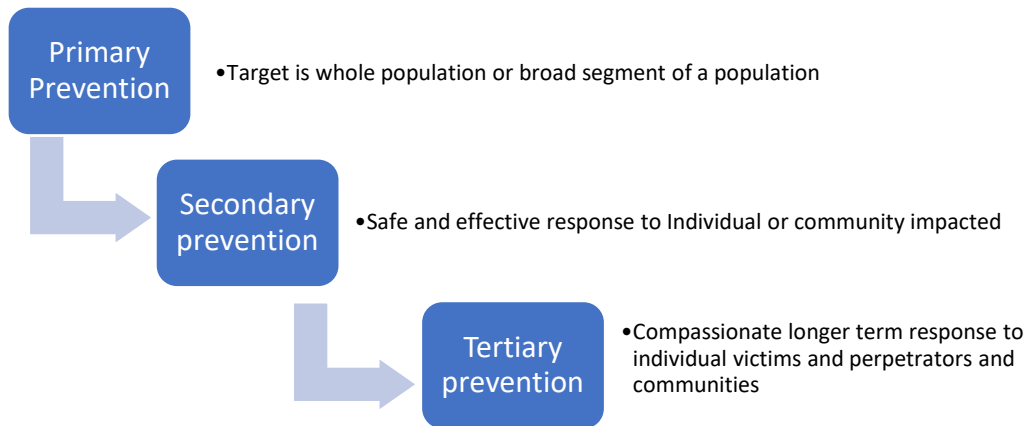 Primary
Prevention
•Target is whole population or broad segment of a population
Secondary
prevention
•Safe and effective response to Individual or community impacted
Tertiary
prevention
•Compassionate longer term response to
individual victims and perpetrators and
communities